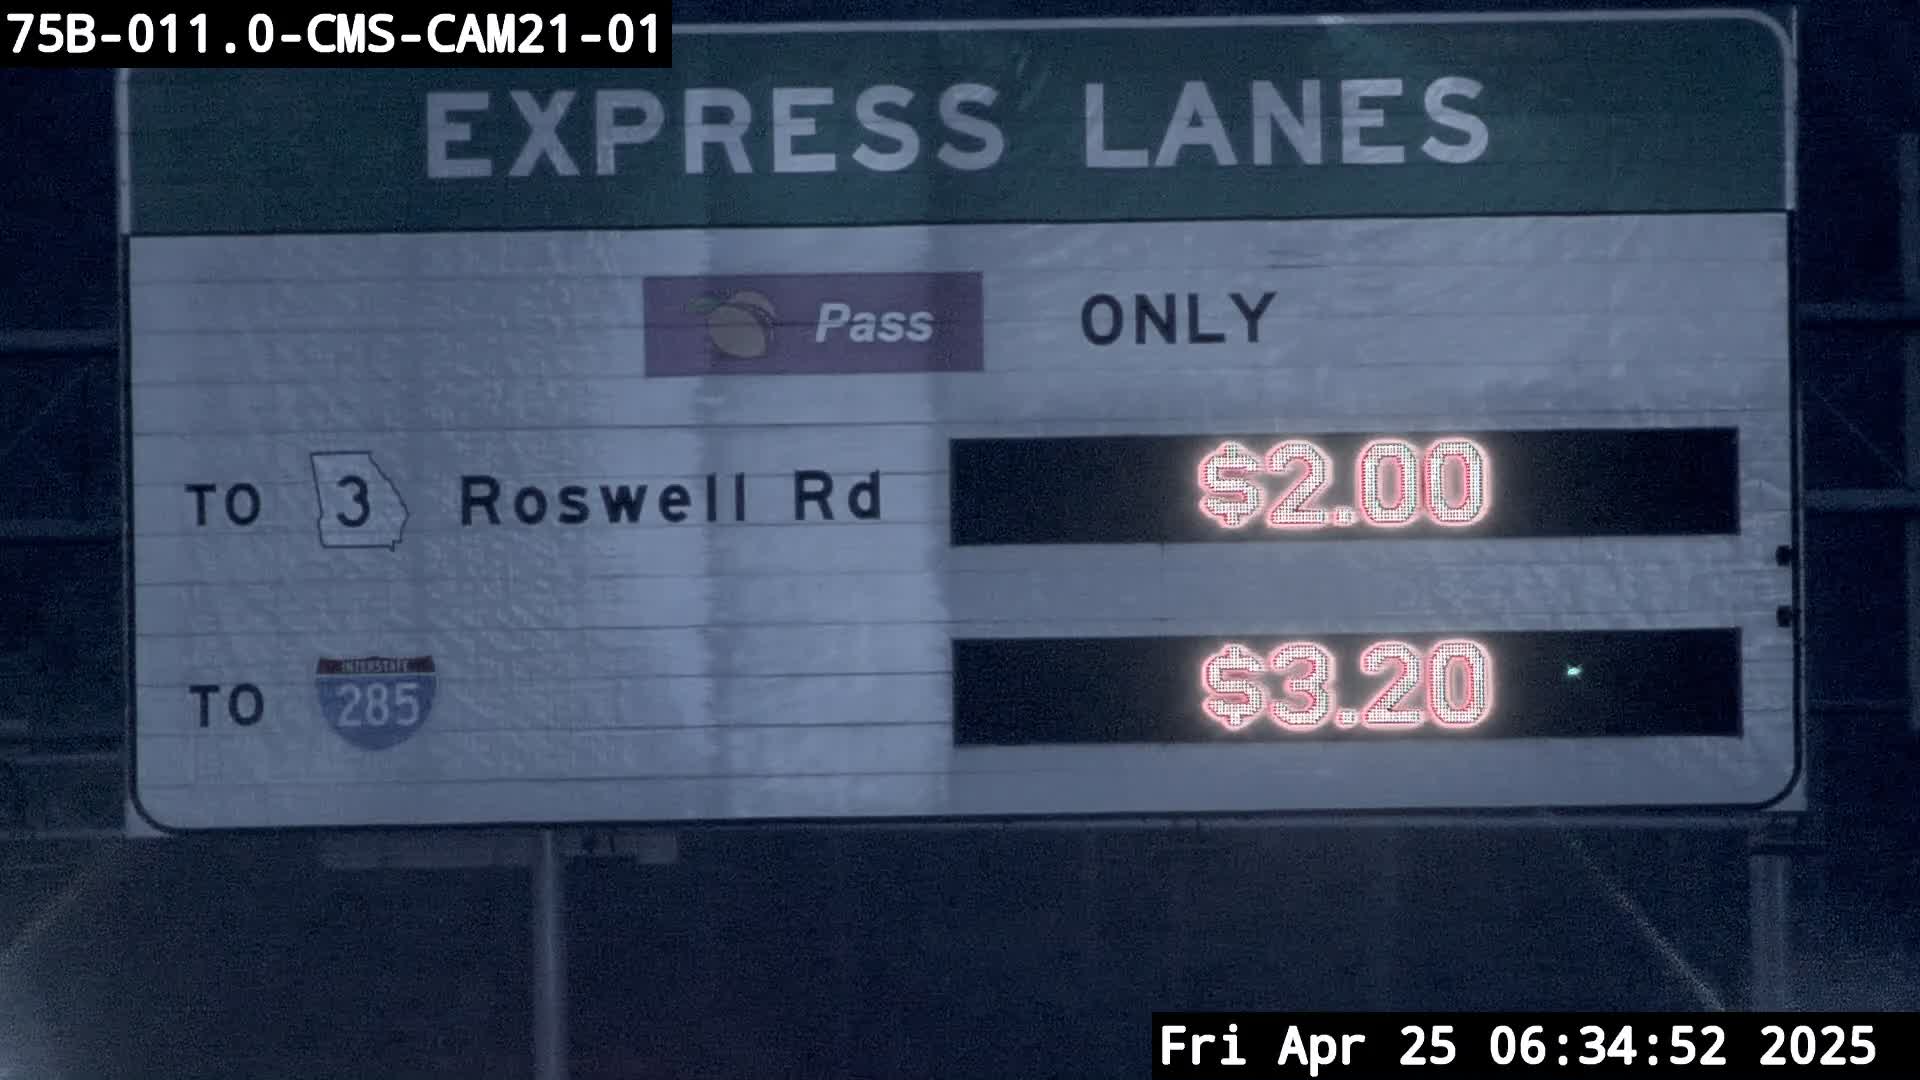 75B-011.0-CMS-CAM21-01
EXPRESS LANES
Pass ONLY
TO 3 Roswell Rd $2.00
INTERSTATE
TO 285 $3.20
Fri Apr 25 06:34:52 2025